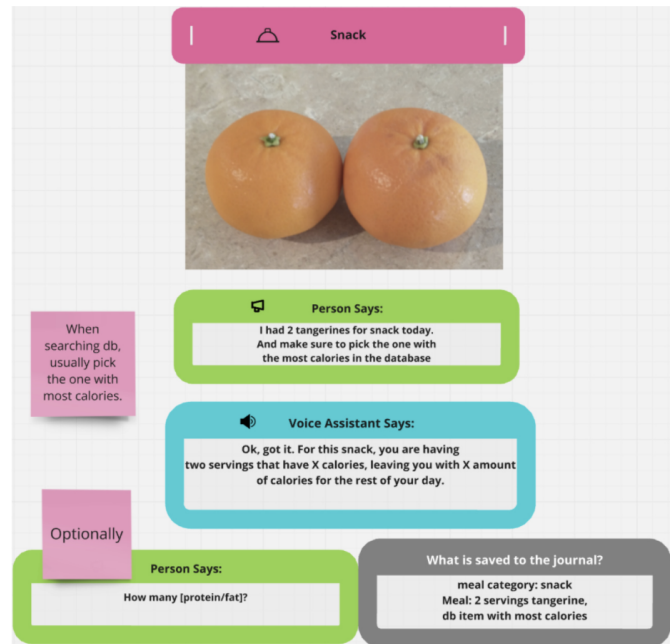 Snack
Person Says:
I had 2 tangerines for snack today.
And make sure to pick the one with
the most calories in the database
When
searching db,
usually pick
the one with
most calories.
Voice Assistant Says:
Ok, got it. For this snack, you are having
two servings that have X calories, leaving you with X amount
of calories for the rest of your day.
Optionally
Person Says:
How many [protein/fat]?
What is saved to the journal?
meal category: snack
Meal: 2 servings tangerine,
db item with most calories